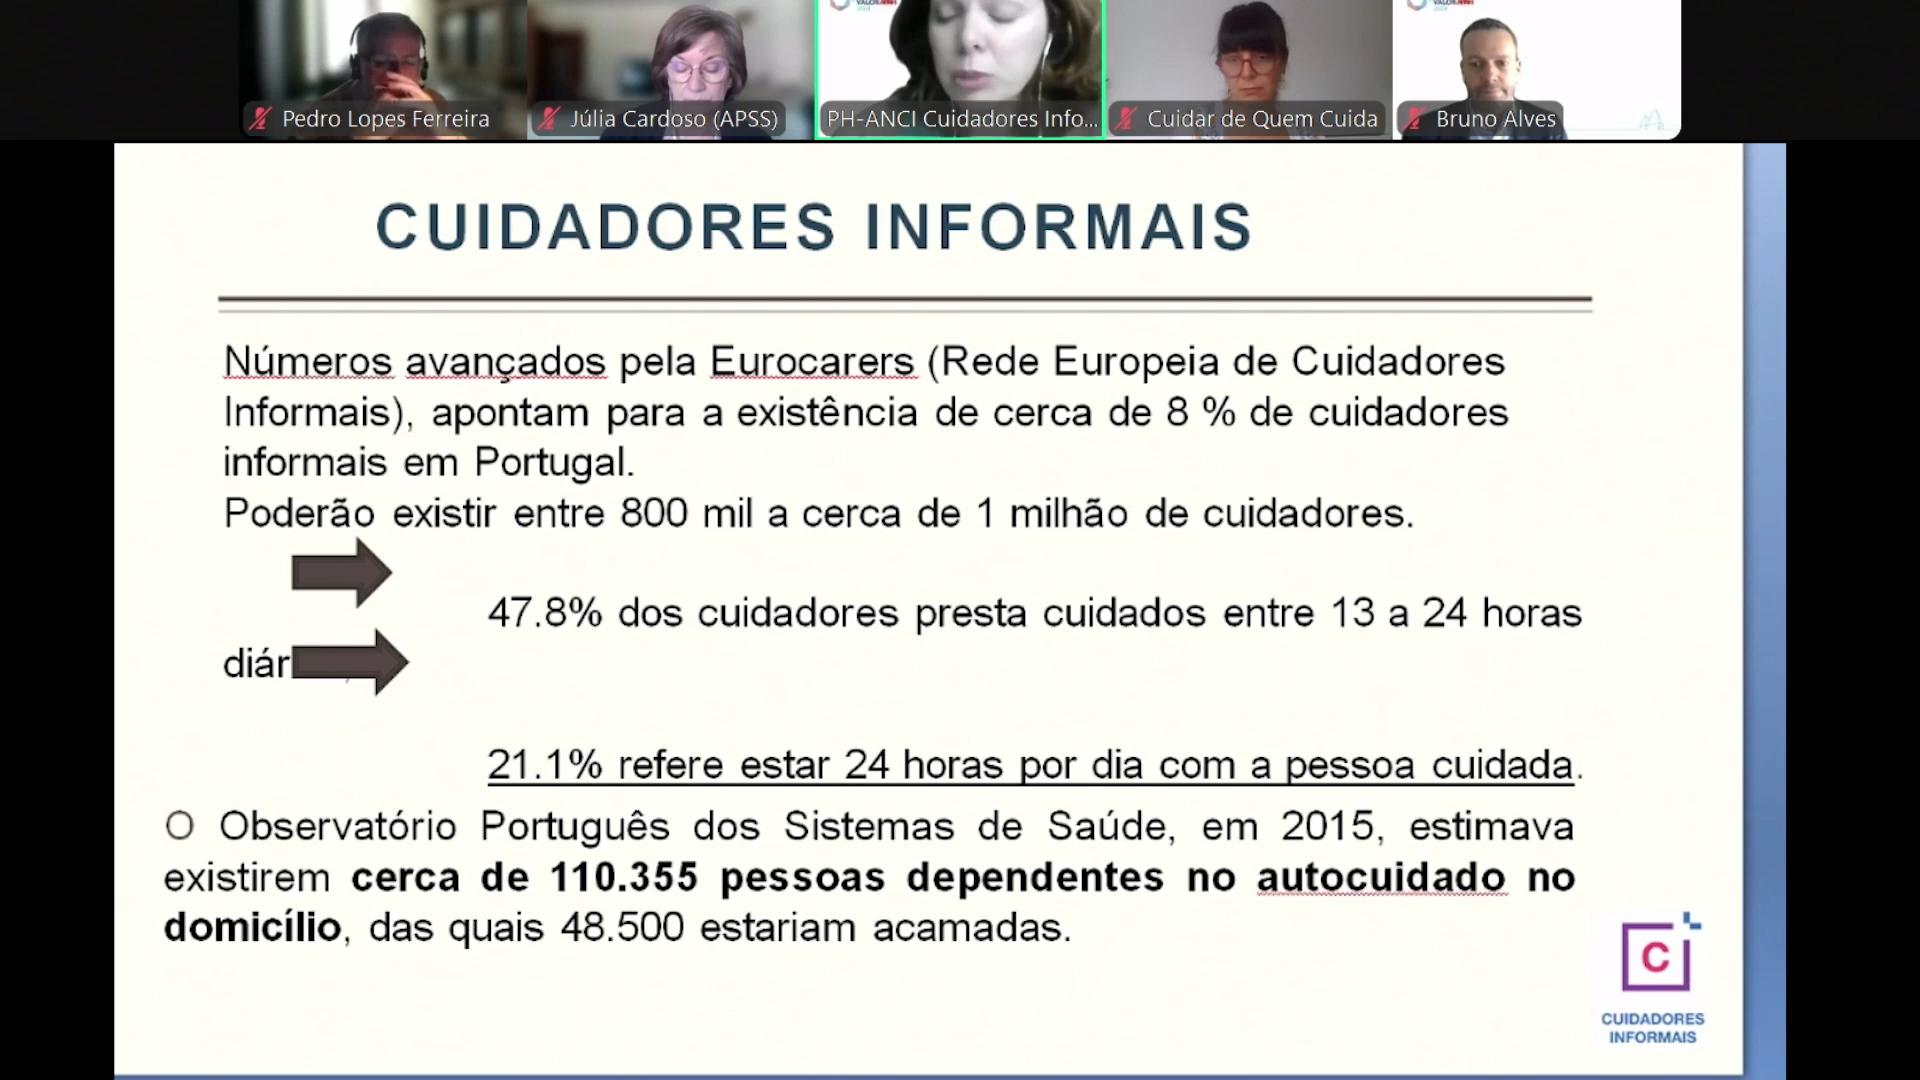 Pedro Lopes Ferreira
Júlia Cardoso (APSS)
PH-ANCI Cuidadores Info...
Cuidar de Quem Cuida
Bruno Alves
CUIDADORES INFORMAIS
Números avançados pela Eurocarers (Rede Europeia de Cuidadores
Informais), apontam para a existência de cerca de 8 % de cuidadores
informais em Portugal.
Poderão existir entre 800 mil a cerca de 1 milhão de cuidadores.
47.8% dos cuidadores presta cuidados entre 13 a 24 horas
diár
21.1% refere estar 24 horas por dia com a pessoa cuidada.
O Observatório Português dos Sistemas de Saúde, em 2015, estimava
existirem cerca de 110.355 pessoas dependentes no autocuidado no
domicílio, das quais 48.500 estariam acamadas.
C
CUIDADORES
INFORMAIS